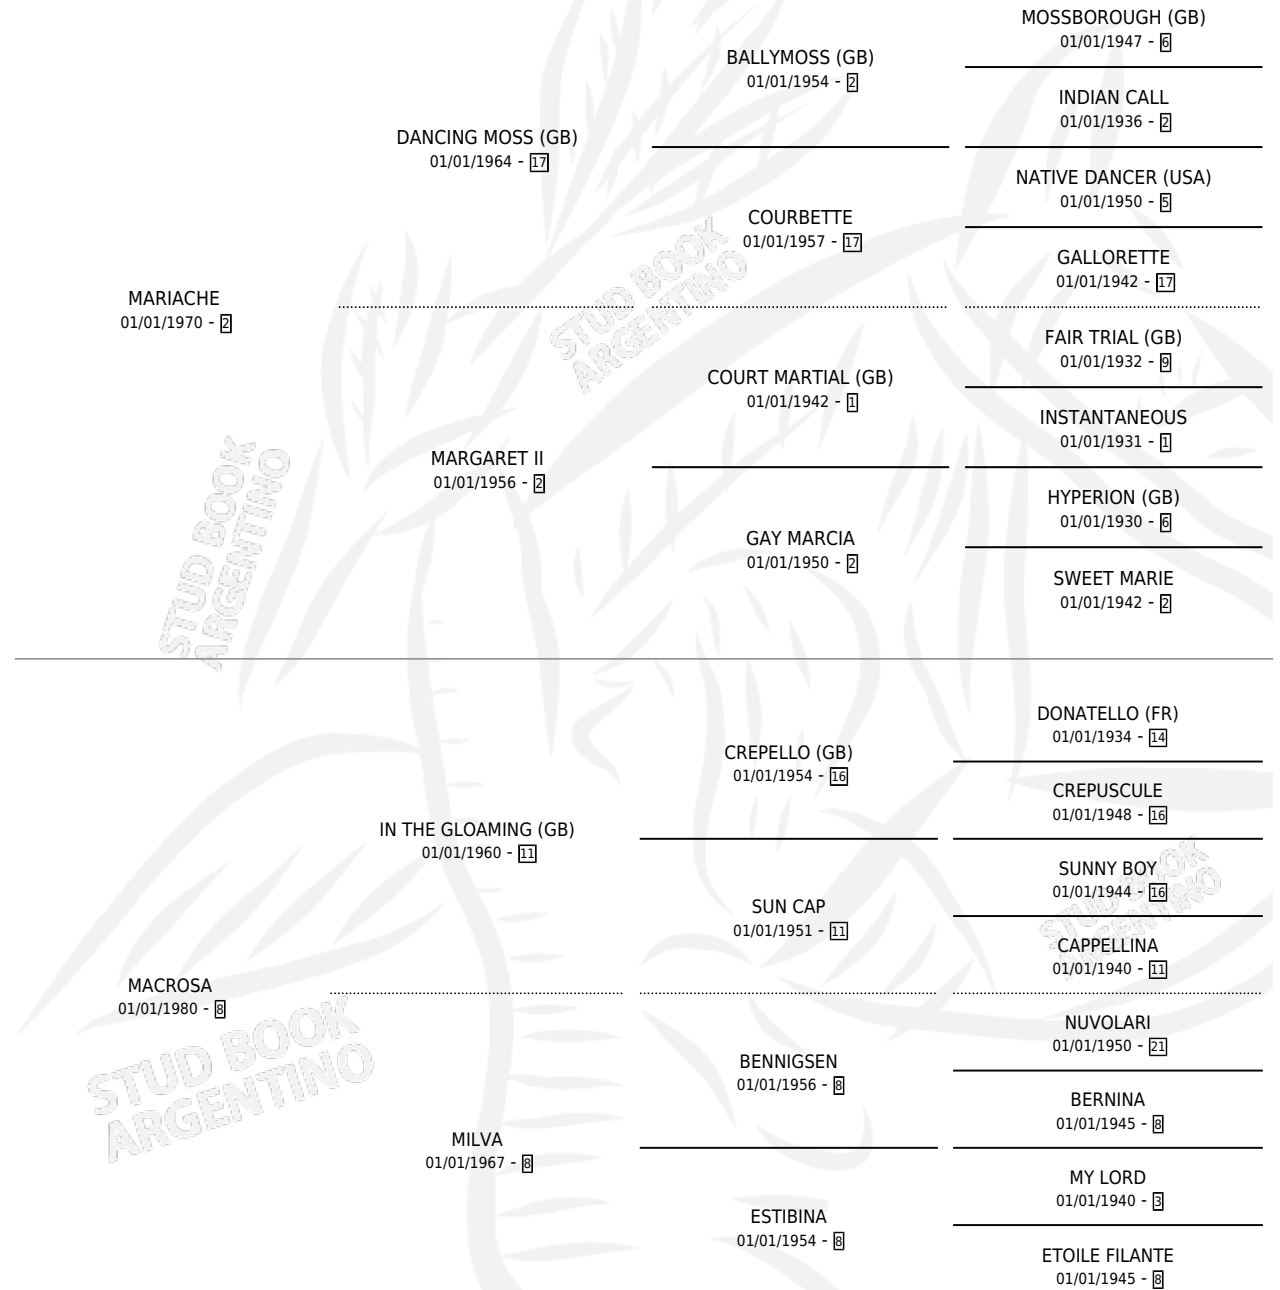 MOSSBOROUGH (GB)
01/01/1947 - 6
BALLYMOSS (GB)
01/01/1954 - 2
INDIAN CALL
01/01/1936 - 2
DANCING MOSS (GB)
01/01/1964 - 17
NATIVE DANCER (USA)
01/01/1950 - 5
COURBETTE
01/01/1957 - 17
GALLORETTE
01/01/1942 - 17
MARIACHE
01/01/1970 - 2
FAIR TRIAL (GB)
01/01/1932 - 9
COURT MARTIAL (GB)
01/01/1942 - 1
INSTANTANEOUS
01/01/1931 - 1
MARGARET II
01/01/1956 - 2
HYPERION (GB)
01/01/1930 - 6
GAY MARCIA
01/01/1950 - 2
SWEET MARIE
01/01/1942 - 2
DONATELLO (FR)
01/01/1934 - 14
CREPELLO (GB)
01/01/1954 - 16
CREPUSCULE
01/01/1948 - 16
IN THE GLOAMING (GB)
01/01/1960 - 11
SUNNY BOY
01/01/1944 - 16
SUN CAP
01/01/1951 - 11
CAPPELLINA
01/01/1940 - 11
MACROSA
01/01/1980 - 8
NUVOLARI
01/01/1950 - 21
BENNIGSEN
01/01/1956 - 8
BERNINA
01/01/1945 - 8
MILVA
01/01/1967 - 8
MY LORD
01/01/1940 - 3
ESTIBINA
01/01/1954 - 8
ETOILE FILANTE
01/01/1945 - 8
STUD BOOK
ARGENTINO
STUD BOOK
ARGENTINO
STUD BOOK
ARGENTINO
STUD BOOK
ARGENTINO